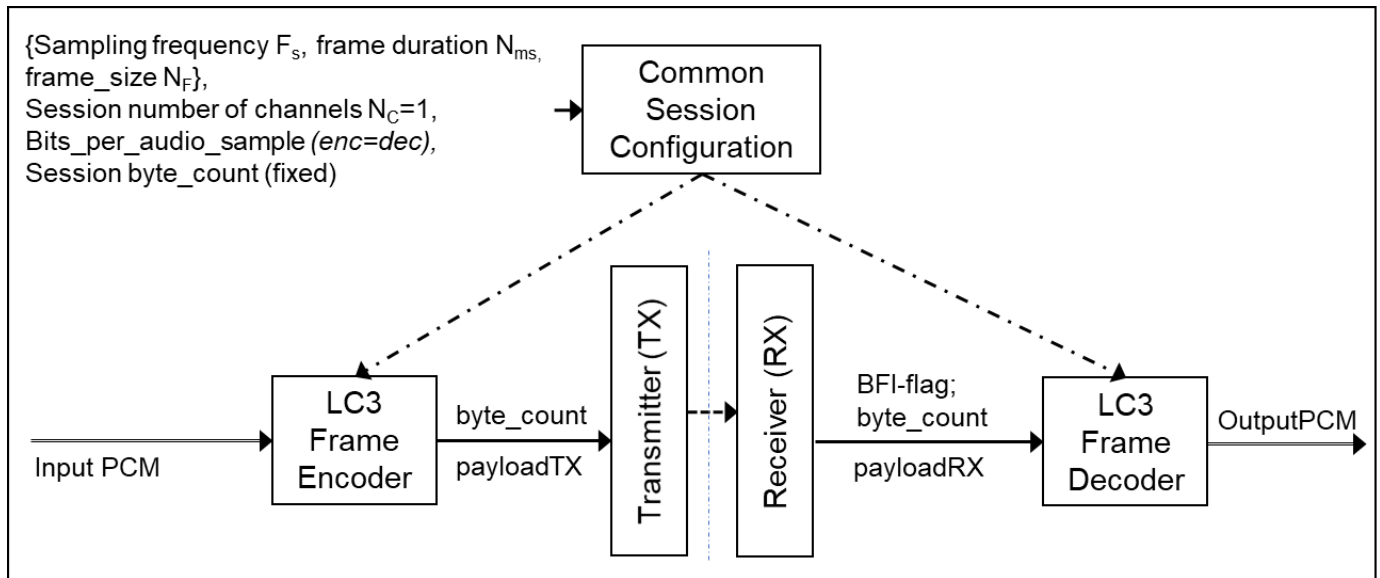 {Sampling frequency Fs, frame duration Nms,
frame_size NF},
Session number of channels NC=1,
Bits_per_audio_sample (enc=dec),
Session byte_count (fixed)
Common
Session
Configuration
Input PCM
LC3
Frame
Encoder
byte_count
payloadTX
Transmitter (TX)
Receiver (RX)
BFI-flag;
byte_count
payloadRX
LC3
Frame
Decoder
OutputPCM